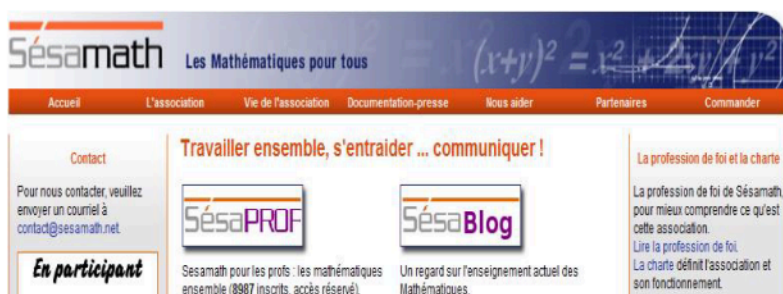 Sésamath Les Mathématiques pour tous
(x+y)² = x² + 2xy + y²
Accueil L'association Vie de l'association Documentation-presse Nous aider Partenaires Commander
Contact
Pour nous contacter, veuillez
envoyer un courriel à
contact@sesamath.net.
En participant
Travailler ensemble, s'entraider ... communiquer !
SésaPROF
Sesamath pour les profs : les mathématiques
ensemble (8987 inscrits, accès réservé).
SésaBlog
Un regard sur l'enseignement actuel des
Mathématiques.
La profession de foi et la charte
La profession de foi de Sésamath,
pour mieux comprendre ce qu'est
cette association.
Lire la profession de foi.
La charte définit l'association et
son fonctionnement.